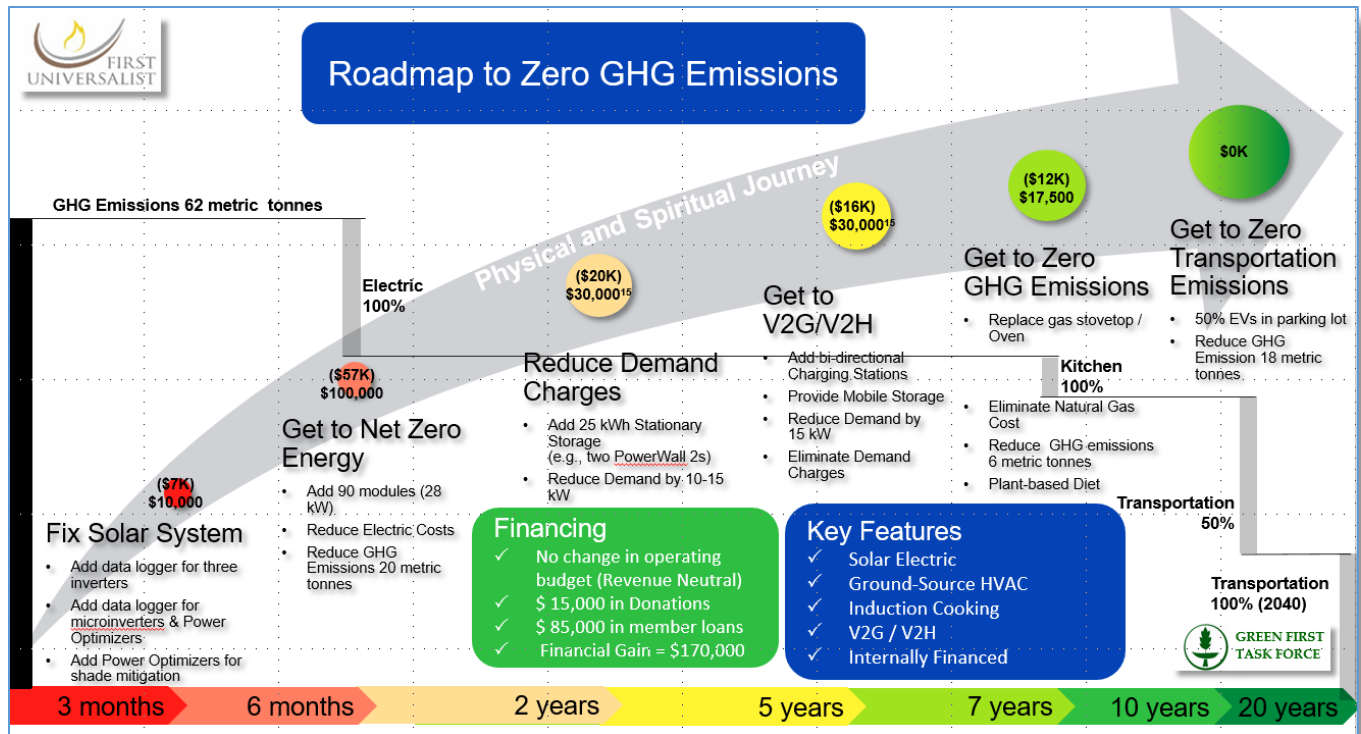 FIRST
UNIVERSALIST
Roadmap to Zero GHG Emissions
Physical and Spiritual Journey
GHG Emissions 62 metric tonnes
Electric
100%
Kitchen
100%
Transportation
50%
Transportation
100% (2040)
($7K)
$10,000
Fix Solar System
• Add data logger for three
inverters
• Add data logger for
microinverters & Power
Optimizers
• Add Power Optimizers for
shade mitigation
($57K)
$100,000
Get to Net Zero
Energy
• Add 90 modules (28
kW)
• Reduce Electric Costs
• Reduce GHG
Emissions 20 metric
tonnes
($20K)
$30,000¹⁵
Reduce Demand
Charges
• Add 25 kWh Stationary
Storage
(e.g., two PowerWall 2s)
• Reduce Demand by 10-15
kW
($16K)
$30,000¹⁵
Get to
V2G/V2H
• Add bi-directional
Charging Stations
• Provide Mobile Storage
• Reduce Demand by
15 kW
• Eliminate Demand
Charges
($12K)
$17,500
Get to Zero
GHG Emissions
• Replace gas stovetop /
Oven
• Eliminate Natural Gas
Cost
• Reduce GHG emissions
6 metric tonnes
• Plant-based Diet
$0K
Get to Zero
Transportation
Emissions
• 50% EVs in parking lot
• Reduce GHG
Emission 18 metric
tonnes
Financing
✓ No change in operating
budget (Revenue Neutral)
✓ $ 15,000 in Donations
✓ $ 85,000 in member loans
✓ Financial Gain = $170,000
Key Features
✓ Solar Electric
✓ Ground-Source HVAC
✓ Induction Cooking
✓ V2G / V2H
✓ Internally Financed
GREEN FIRST
TASK FORCE
3 months
6 months
2 years
5 years
7 years
10 years
20 years